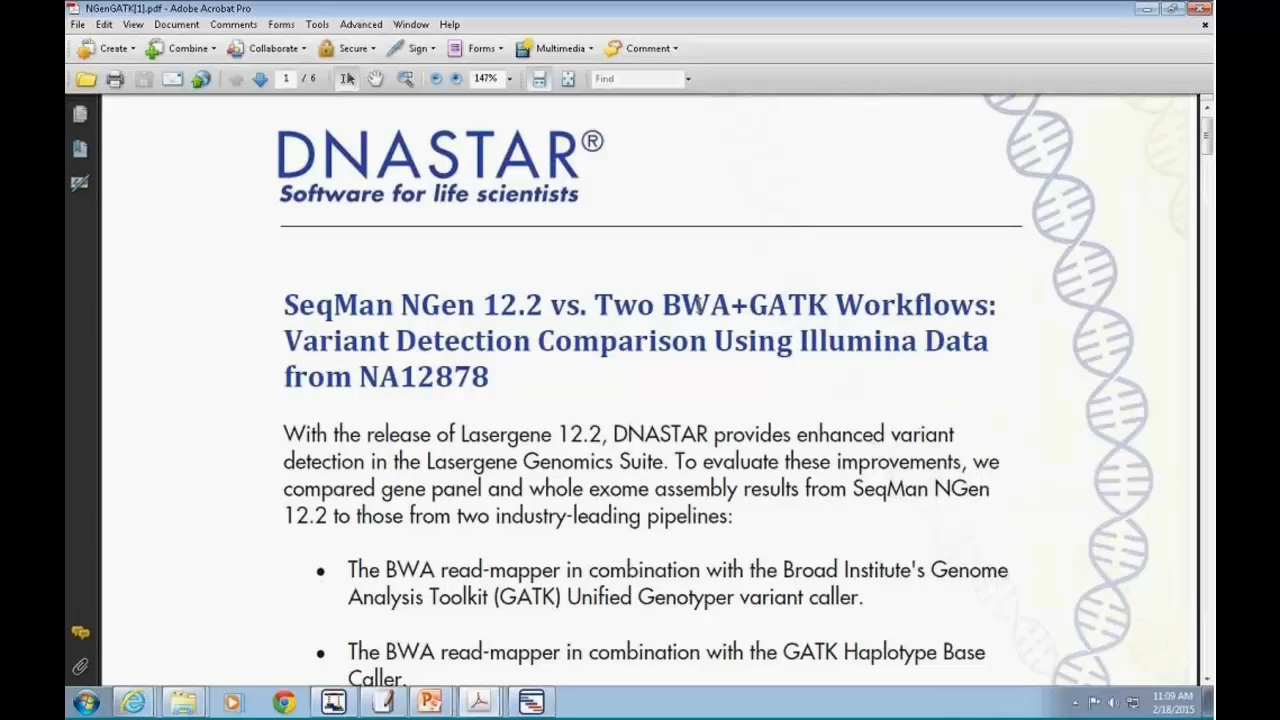 NGenGATK[1].pdf - Adobe Acrobat Pro
File Edit View Document Comments Forms Tools Advanced Window Help
Create Combine Collaborate Secure Sign Forms Multimedia Comment
1 / 6 147% Find
DNASTAR®
Software for life scientists
SeqMan NGen 12.2 vs. Two BWA+GATK Workflows:
Variant Detection Comparison Using Illumina Data
from NA12878
With the release of Lasergene 12.2, DNASTAR provides enhanced variant
detection in the Lasergene Genomics Suite. To evaluate these improvements, we
compared gene panel and whole exome assembly results from SeqMan NGen
12.2 to those from two industry-leading pipelines:
• The BWA read-mapper in combination with the Broad Institute's Genome
Analysis Toolkit (GATK) Unified Genotyper variant caller.
• The BWA read-mapper in combination with the GATK Haplotype Base
Caller.
11:09 AM
2/18/2015